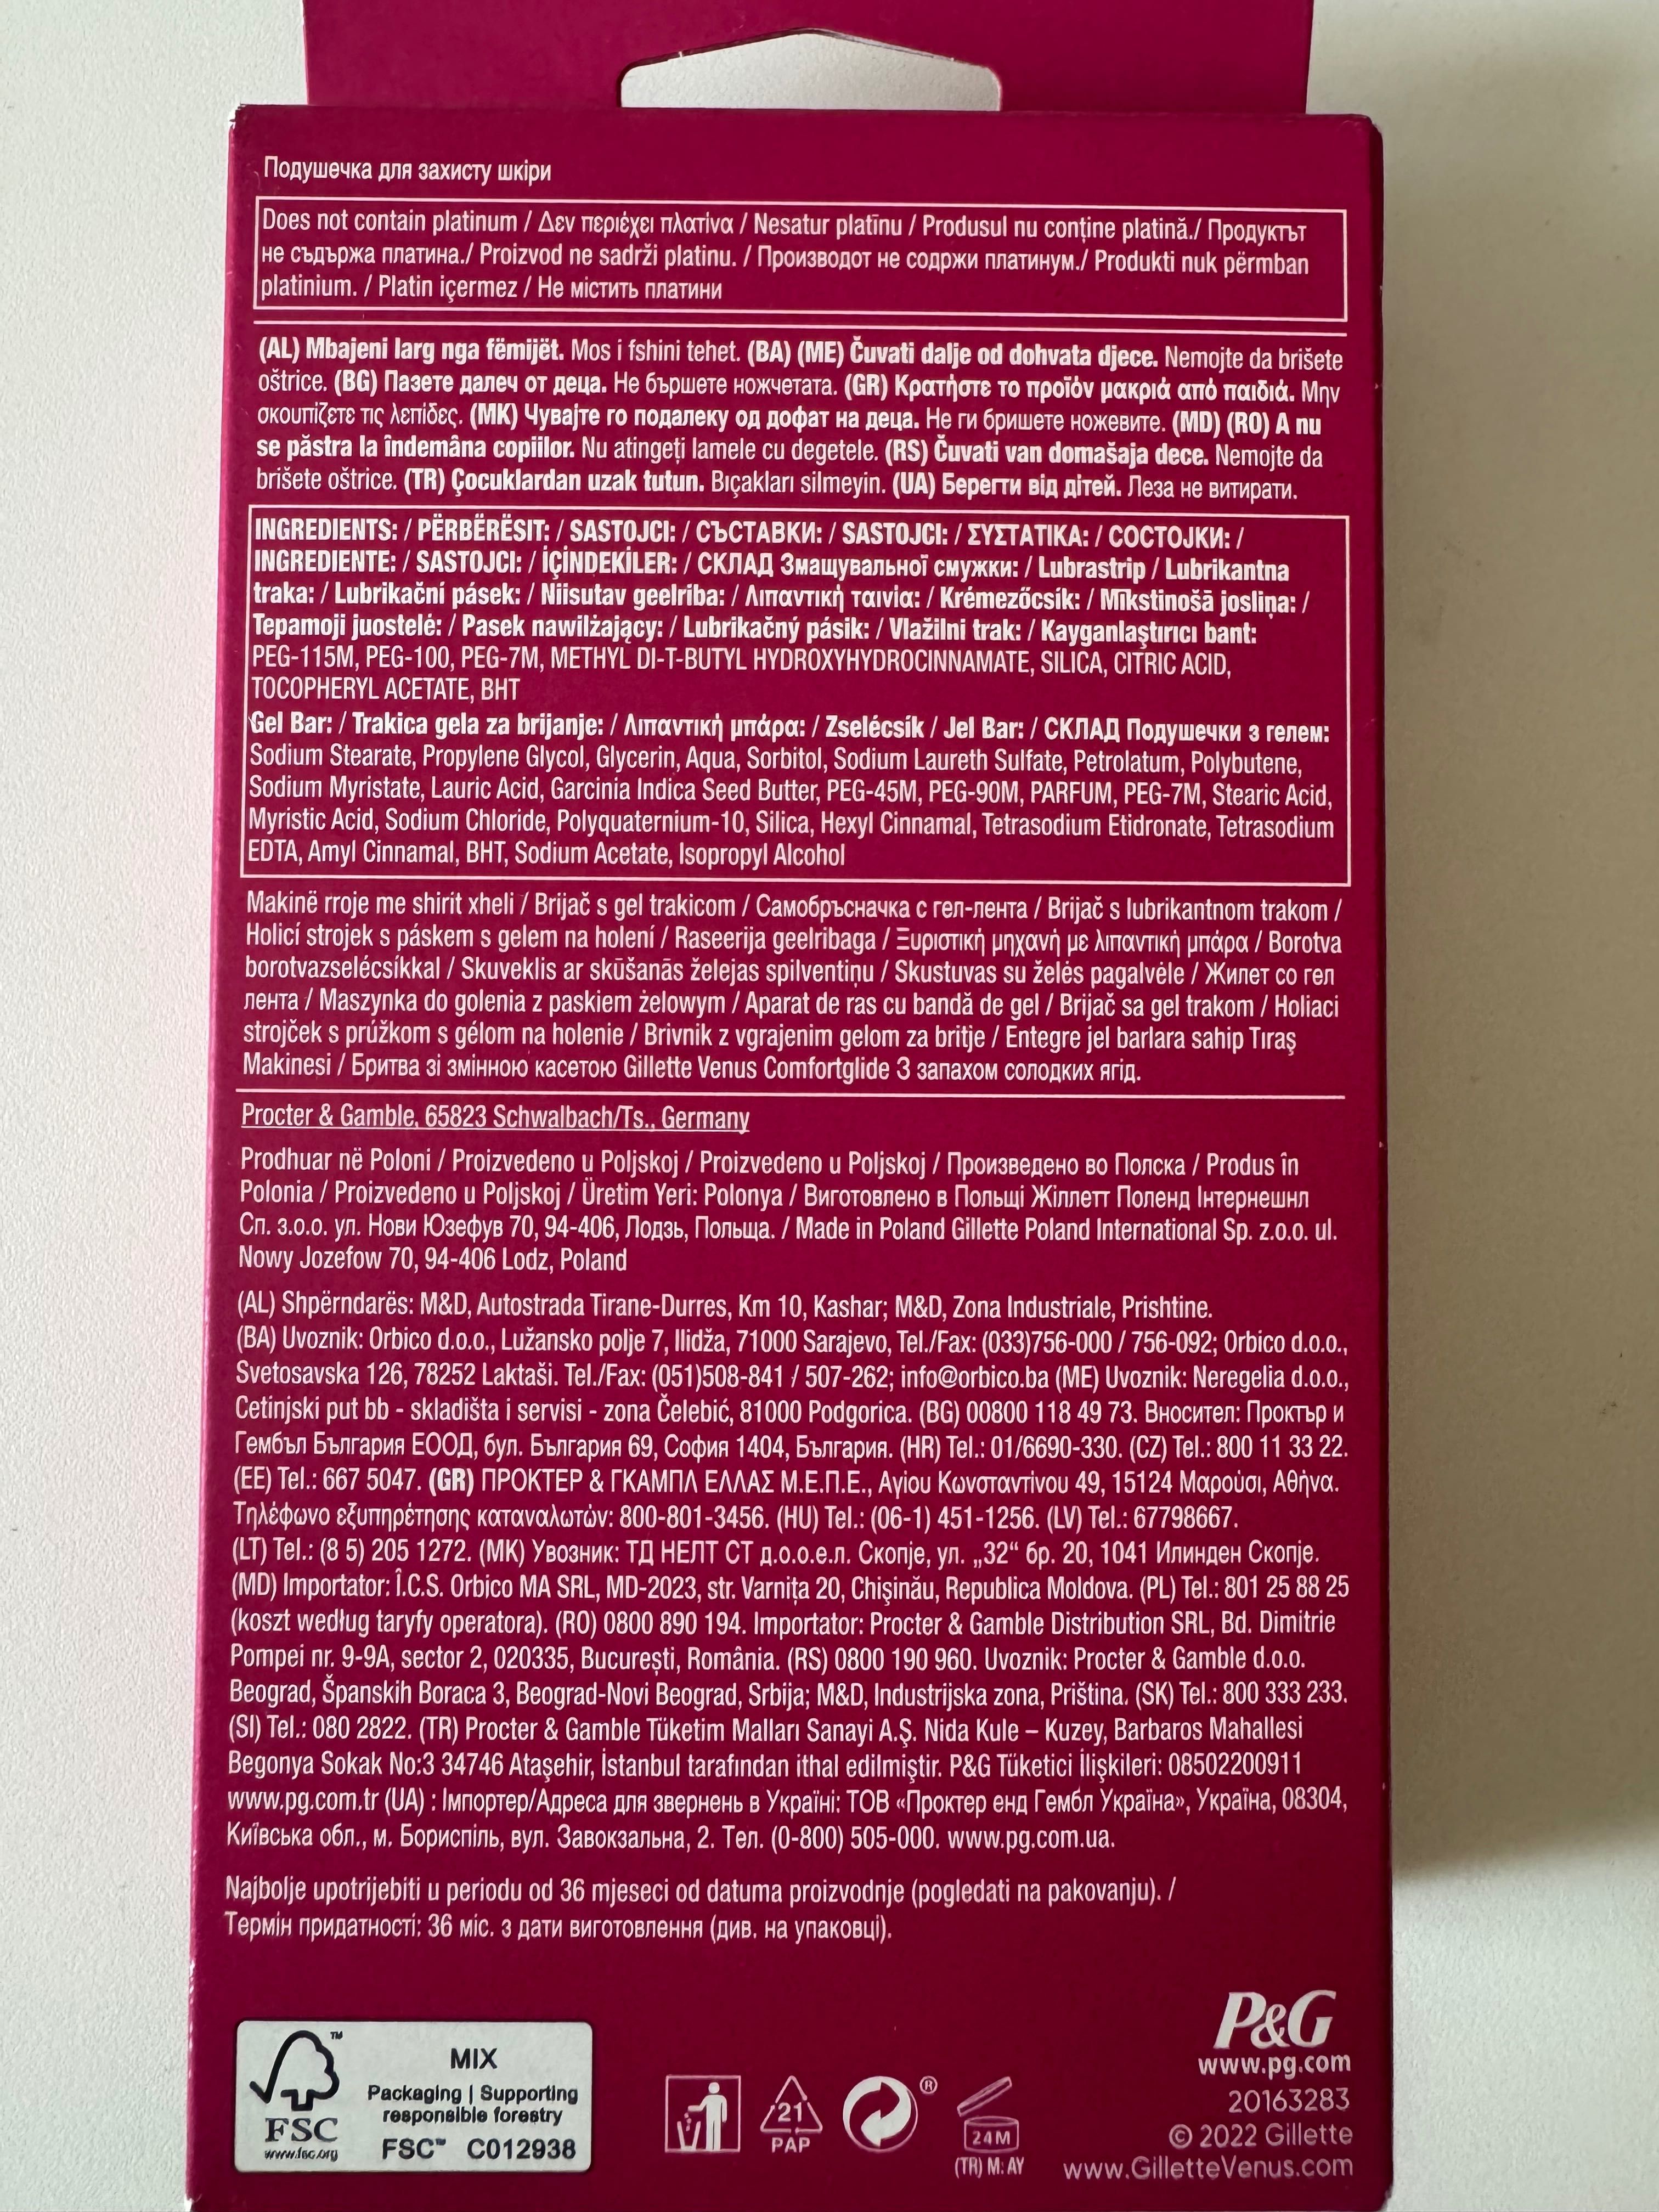 Подушечка для захисту шкіри
Does not contain platinum / Δεν περιέχει πλατίνα / Nesatur platīnu / Produsul nu conține platină./ Продуктът
не съдържа платина./ Proizvod ne sadrži platinu. / Производот не содржи платинум./ Produkti nuk përmban
platinium. / Platin içermez / Не містить платини
(AL) Mbajeni larg nga fëmijët. Mos i fshini tehet. (BA) (ME) Čuvati dalje od dohvata djece. Nemojte da brišete
oštrice. (BG) Пазете далеч от деца. Не бършете ножчетата. (GR) Κρατήστε το προϊόν μακριά από παιδιά. Μην
σκουπίζετε τις λεπίδες. (MK) Чувајте го подалеку од дофат на деца. Не ги бришете ножевите. (MD) (RO) A nu
se păstra la îndemâna copiilor. Nu atingeți lamele cu degetele. (RS) Čuvati van domašaja dece. Nemojte da
brišete oštrice. (TR) Çocuklardan uzak tutun. Bıçakları silmeyin. (UA) Берегти від дітей. Леза не витирати.
INGREDIENTS: / PËRBËRËSIT: / SASTOJCI: / СЪСТАВКИ: / SASTOJCI: / ΣΥΣΤΑΤΙΚΑ: / СОСТОЈКИ: /
INGREDIENTE: / SASTOJCI: / İÇİNDEKİLER: / СКЛАД Змащувальної смужки: / Lubrastrip / Lubrikantna
traka: / Lubrikační pásek: / Niisutav geelriba: / Λιπαντική ταινία: / Krémezőcsík: / Mīkstinošā josliņa: /
Tepamoji juostelė: / Pasek nawilżający: / Lubrikačný pásik: / Vlažilni trak: / Kayganlaştırıcı bant:
PEG-115M, PEG-100, PEG-7M, METHYL DI-T-BUTYL HYDROXYHYDROCINNAMATE, SILICA, CITRIC ACID,
TOCOPHERYL ACETATE, BHT
Gel Bar: / Trakica gela za brijanje: / Λιπαντική μπάρα: / Zselécsík / Jel Bar: / СКЛАД Подушечки з гелем:
Sodium Stearate, Propylene Glycol, Glycerin, Aqua, Sorbitol, Sodium Laureth Sulfate, Petrolatum, Polybutene,
Sodium Myristate, Lauric Acid, Garcinia Indica Seed Butter, PEG-45M, PEG-90M, PARFUM, PEG-7M, Stearic Acid,
Myristic Acid, Sodium Chloride, Polyquaternium-10, Silica, Hexyl Cinnamal, Tetrasodium Etidronate, Tetrasodium
EDTA, Amyl Cinnamal, BHT, Sodium Acetate, Isopropyl Alcohol
Makinë rroje me shirit xheli / Brijač s gel trakicom / Самобръсначка с гел-лента / Brijač s lubrikantnom trakom /
Holicí strojek s páskem s gelem na holení / Raseerija geelribaga / Ξυριστική μηχανή με λιπαντική μπάρα / Borotva
borotvazselécsíkkal / Skuveklis ar skūšanās želejas spilventiņu / Skustuvas su želės pagalvėle / Жилет со гел
лента / Maszynka do golenia z paskiem żelowym / Aparat de ras cu bandă de gel / Brijač sa gel trakom / Holiaci
strojček s prúžkom s gélom na holenie / Brivnik z vgrajenim gelom za britje / Entegre jel barlara sahip Tıraş
Makinesi / Бритва зі змінною касетою Gillette Venus Comfortglide З запахом солодких ягід.
Procter & Gamble, 65823 Schwalbach/Ts., Germany
Prodhuar në Poloni / Proizvedeno u Poljskoj / Proizvedeno u Poljskoj / Произведено во Полска / Produs în
Polonia / Proizvedeno u Poljskoj / Üretim Yeri: Polonya / Виготовлено в Польщі Жіллетт Поленд Інтернешнл
Сп. з.о.о. ул. Нови Юзефув 70, 94-406, Лодзь, Польща. / Made in Poland Gillette Poland International Sp. z.o.o. ul.
Nowy Jozefow 70, 94-406 Lodz, Poland
(AL) Shpërndarës: M&D, Autostrada Tirane-Durres, Km 10, Kashar; M&D, Zona Industriale, Prishtine.
(BA) Uvoznik: Orbico d.o.o., Lužansko polje 7, Ilidža, 71000 Sarajevo, Tel./Fax: (033)756-000 / 756-092; Orbico d.o.o.,
Svetosavska 126, 78252 Laktaši. Tel./Fax: (051)508-841 / 507-262; info@orbico.ba (ME) Uvoznik: Neregelia d.o.o.,
Cetinjski put bb - skladišta i servisi - zona Čelebić, 81000 Podgorica. (BG) 00800 118 49 73. Вносител: Проктър и
Гембъл България ЕООД, бул. България 69, София 1404, България. (HR) Tel.: 01/6690-330. (CZ) Tel.: 800 11 33 22.
(EE) Tel.: 667 5047. (GR) ΠΡΟΚΤΕΡ & ΓΚΑΜΠΛ ΕΛΛΑΣ Μ.Ε.Π.Ε., Αγίου Κωνσταντίνου 49, 15124 Μαρούσι, Αθήνα.
Τηλέφωνο εξυπηρέτησης καταναλωτών: 800-801-3456. (HU) Tel.: (06-1) 451-1256. (LV) Tel.: 67798667.
(LT) Tel.: (8 5) 205 1272. (MK) Увозник: ТД НЕЛТ СТ д.о.о.е.л. Скопје, ул. „32“ бр. 20, 1041 Илинден Скопје.
(MD) Importator: Î.C.S. Orbico MA SRL, MD-2023, str. Varnița 20, Chișinău, Republica Moldova. (PL) Tel.: 801 25 88 25
(koszt według taryfy operatora). (RO) 0800 890 194. Importator: Procter & Gamble Distribution SRL, Bd. Dimitrie
Pompei nr. 9-9A, sector 2, 020335, București, România. (RS) 0800 190 960. Uvoznik: Procter & Gamble d.o.o.
Beograd, Španskih Boraca 3, Beograd-Novi Beograd, Srbija; M&D, Industrijska zona, Priština. (SK) Tel.: 800 333 233.
(SI) Tel.: 080 2822. (TR) Procter & Gamble Tüketim Malları Sanayi A.Ş. Nida Kule – Kuzey, Barbaros Mahallesi
Begonya Sokak No:3 34746 Ataşehir, İstanbul tarafından ithal edilmiştir. P&G Tüketici İlişkileri: 08502200911
www.pg.com.tr (UA) : Імпортер/Адреса для звернень в Україні: ТОВ «Проктер енд Гембл Україна», Україна, 08304,
Київська обл., м. Бориспіль, вул. Завокзальна, 2. Тел. (0-800) 505-000. www.pg.com.ua.
Najbolje upotrijebiti u periodu od 36 mjeseci od datuma proizvodnje (pogledati na pakovanju). /
Термін придатності: 36 міс. з дати виготовлення (див. на упаковці).
FSC
www.fsc.org
MIX
Packaging | Supporting
responsible forestry
FSC™ C012938
21
PAP
®
24M
(TR) M: AY
P&G
www.pg.com
20163283
© 2022 Gillette
www.GilletteVenus.com